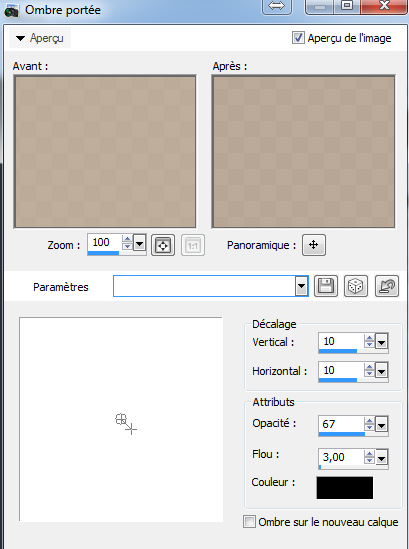 Ombre portée
Aperçu
Aperçu de l'image
Avant :
Après :
Zoom :
100
1:1
Panoramique :
Paramètres
Décalage
Vertical :
10
Horizontal :
10
Attributs
Opacité :
67
Flou :
3,00
Couleur :
Ombre sur le nouveau calque